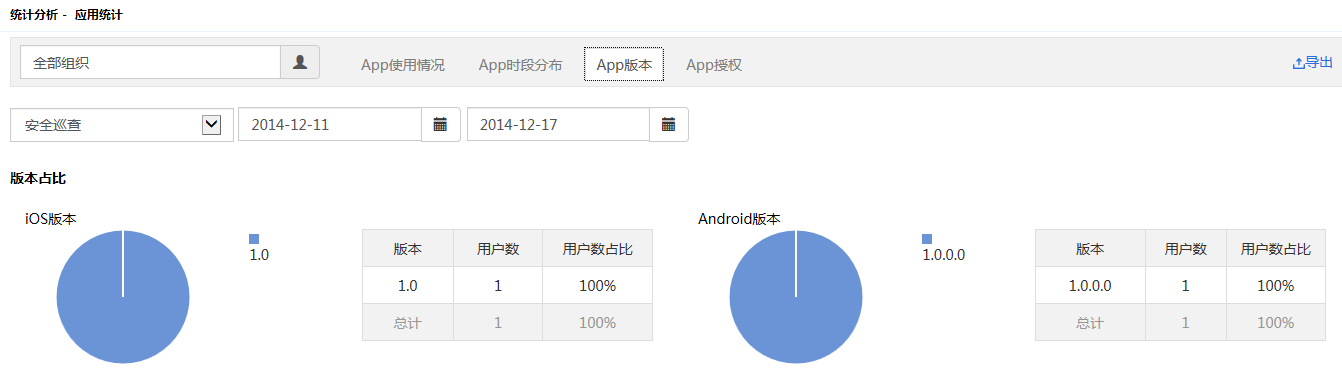 统计分析 - 应用统计
全部组织 App使用情况 App时段分布 App版本 App授权 导出
安全巡查 2014-12-11 2014-12-17
版本占比
iOS版本 Android版本
1.0 1.0.0.0
版本 用户数 用户数占比
1.0 1 100%
总计 1 100%
版本 用户数 用户数占比
1.0.0.0 1 100%
总计 1 100%